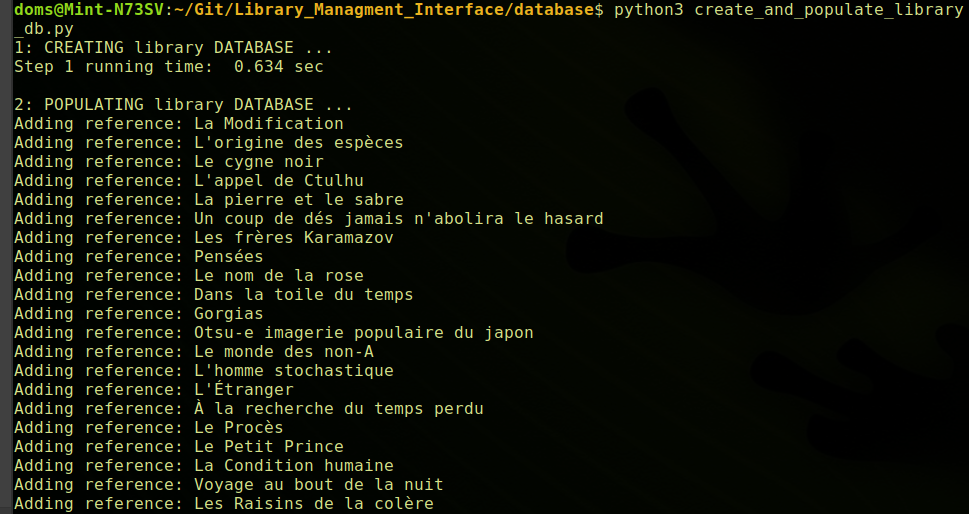 doms@Mint-N73SV:~/Git/Library_Managment_Interface/database$ python3 create_and_populate_library
_db.py
1: CREATING library DATABASE ...
Step 1 running time:  0.634 sec

2: POPULATING library DATABASE ...
Adding reference: La Modification
Adding reference: L'origine des espèces
Adding reference: Le cygne noir
Adding reference: L'appel de Ctulhu
Adding reference: La pierre et le sabre
Adding reference: Un coup de dés jamais n'abolira le hasard
Adding reference: Les frères Karamazov
Adding reference: Pensées
Adding reference: Le nom de la rose
Adding reference: Dans la toile du temps
Adding reference: Gorgias
Adding reference: Otsu-e imagerie populaire du japon
Adding reference: Le monde des non-A
Adding reference: L'homme stochastique
Adding reference: L'Étranger
Adding reference: À la recherche du temps perdu
Adding reference: Le Procès
Adding reference: Le Petit Prince
Adding reference: La Condition humaine
Adding reference: Voyage au bout de la nuit
Adding reference: Les Raisins de la colère